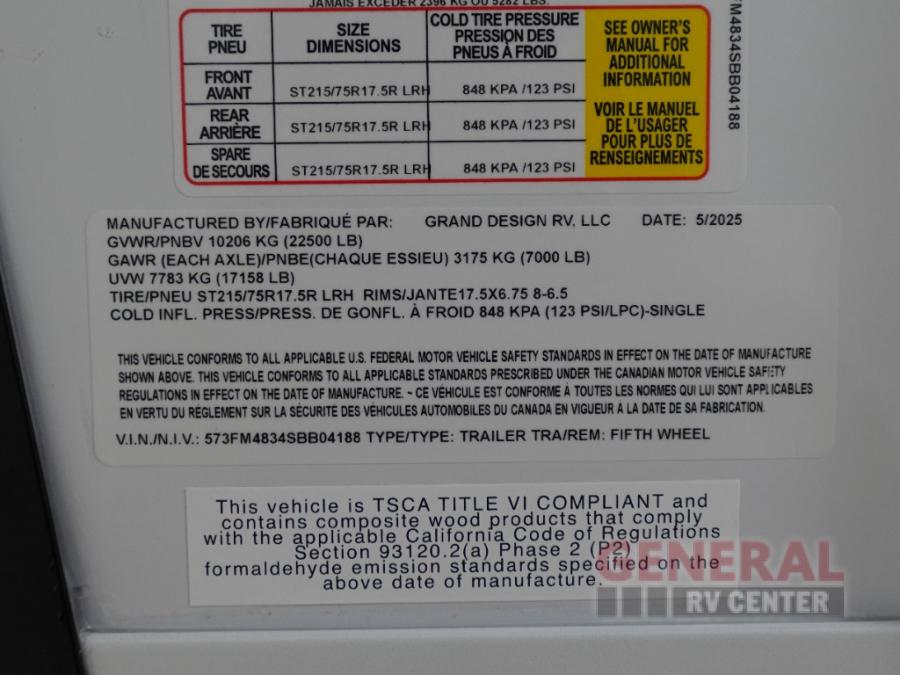 JAMAIS EXCEDER 2396 KG OU 5282 LBS.
TIRE PNEU SIZE DIMENSIONS COLD TIRE PRESSURE PRESSION DES PNEUS À FROID
FRONT AVANT ST215/75R17.5R LRH 848 KPA /123 PSI
REAR ARRIÈRE ST215/75R17.5R LRH 848 KPA /123 PSI
SPARE DE SECOURS ST215/75R17.5R LRH 848 KPA /123 PSI
SEE OWNER'S
MANUAL FOR
ADDITIONAL
INFORMATION
VOIR LE MANUEL
DE L'USAGER
POUR PLUS DE
RENSEIGNEMENTS
FM4834SBB04188
MANUFACTURED BY/FABRIQUÉ PAR: GRAND DESIGN RV, LLC DATE: 5/2025
GVWR/PNBV 10206 KG (22500 LB)
GAWR (EACH AXLE)/PNBE(CHAQUE ESSIEU) 3175 KG (7000 LB)
UVW 7783 KG (17158 LB)
TIRE/PNEU ST215/75R17.5R LRH RIMS/JANTE17.5X6.75 8-6.5
COLD INFL. PRESS/PRESS. DE GONFL. À FROID 848 KPA (123 PSI/LPC)-SINGLE
THIS VEHICLE CONFORMS TO ALL APPLICABLE U.S. FEDERAL MOTOR VEHICLE SAFETY STANDARDS IN EFFECT ON THE DATE OF MANUFACTURE
SHOWN ABOVE. THIS VEHICLE CONFORMS TO ALL APPLICABLE STANDARDS PRESCRIBED UNDER THE CANADIAN MOTOR VEHICLE SAFETY
REGULATIONS IN EFFECT ON THE DATE OF MANUFACTURE. ~ CE VÉHICULE EST CONFORME À TOUTES LES NORMES QUI LUI SONT APPLICABLES
EN VERTU DU RÈGLEMENT SUR LA SÉCURITÉ DES VÉHICULES AUTOMOBILES DU CANADA EN VIGUEUR À LA DATE DE SA FABRICATION.
V.I.N./N.I.V.: 573FM4834SBB04188 TYPE/TYPE: TRAILER TRA/REM: FIFTH WHEEL
This vehicle is TSCA TITLE VI COMPLIANT and
contains composite wood products that comply
with the applicable California Code of Regulations
Section 93120.2(a) Phase 2 (P2)
formaldehyde emission standards specified on the
above date of manufacture.
GENERAL
RV CENTER